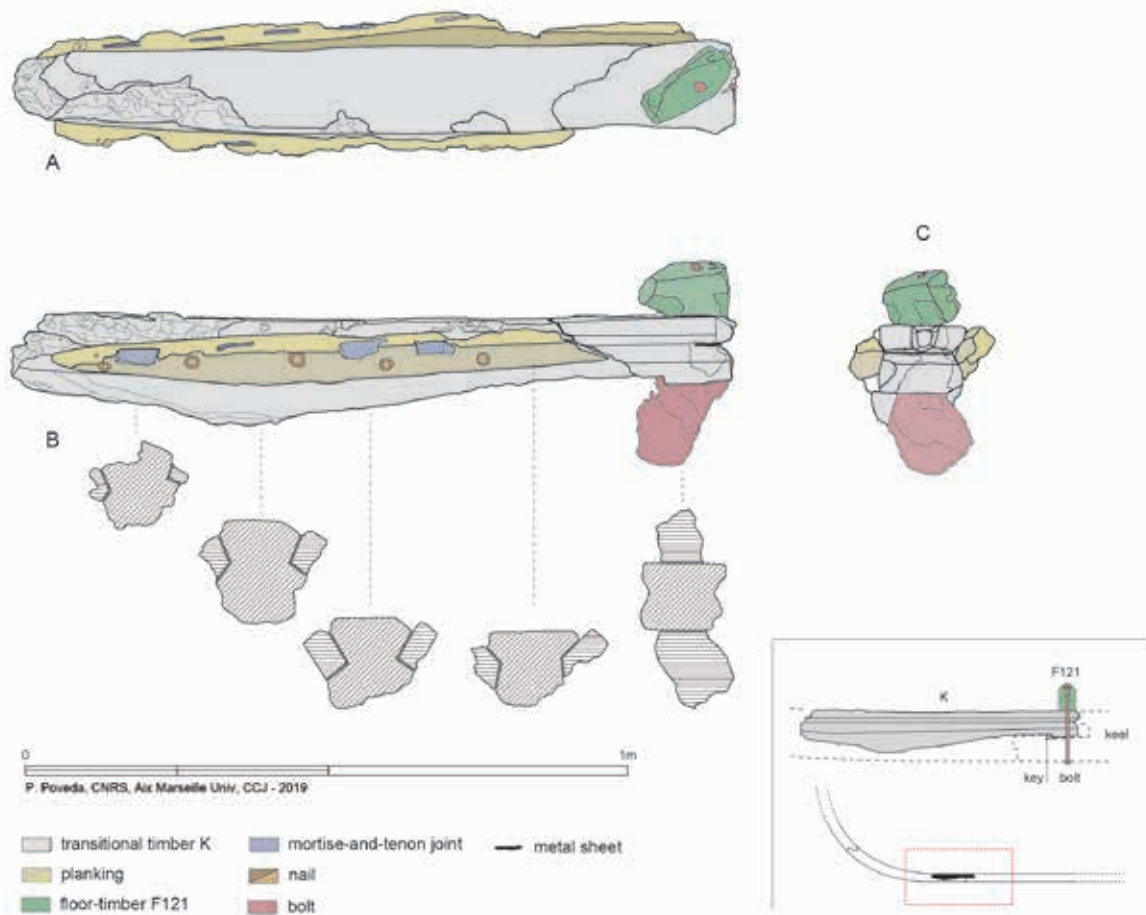 A
C
B
F121
K
keel
key
bolt
0
1m
P. Poveda, CNRS, Aix Marseille Univ, CCJ - 2019
transitional timber K
mortise-and-tenon joint
metal sheet
planking
nail
floor-timber F121
bolt